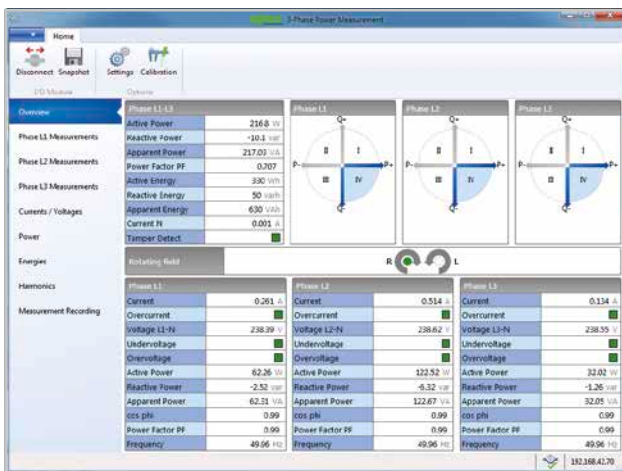 3-Phase Power Measurement
Home
Disconnect Snapshot Settings Calibration
I/O Module Options
Overview
Phase L1 Measurements
Phase L2 Measurements
Phase L3 Measurements
Currents / Voltages
Power
Energies
Harmonics
Measurement Recording
Phase L1-L3
Active Power 216.8 W
Reactive Power -10.1 var
Apparent Power 217.03 VA
Power Factor PF 0.707
Active Energy 330 Wh
Reactive Energy 50 varh
Apparent Energy 630 VAh
Current N 0.001 A
Tamper Detect
Phase L1
Q+
II I
P- P+
III IV
Q-
Phase L2
Q+
II I
P- P+
III IV
Q-
Phase L3
Q+
II I
P- P+
III IV
Q-
Rotating field R L
Phase L1
Current 0.261 A
Overcurrent
Voltage L1-N 238.39 V
Undervoltage
Overvoltage
Active Power 62.26 W
Reactive Power -2.52 var
Apparent Power 62.31 VA
cos phi 0.99
Power Factor PF 0.99
Frequency 49.96 Hz
Phase L2
Current 0.514 A
Overcurrent
Voltage L2-N 238.62 V
Undervoltage
Overvoltage
Active Power 122.52 W
Reactive Power -6.32 var
Apparent Power 122.67 VA
cos phi 0.99
Power Factor PF 0.99
Frequency 49.96 Hz
Phase L3
Current 0.134 A
Overcurrent
Voltage L3-N 238.55 V
Undervoltage
Overvoltage
Active Power 32.02 W
Reactive Power -1.26 var
Apparent Power 32.05 VA
cos phi 0.99
Power Factor PF 0.99
Frequency 49.96 Hz
192.168.42.70